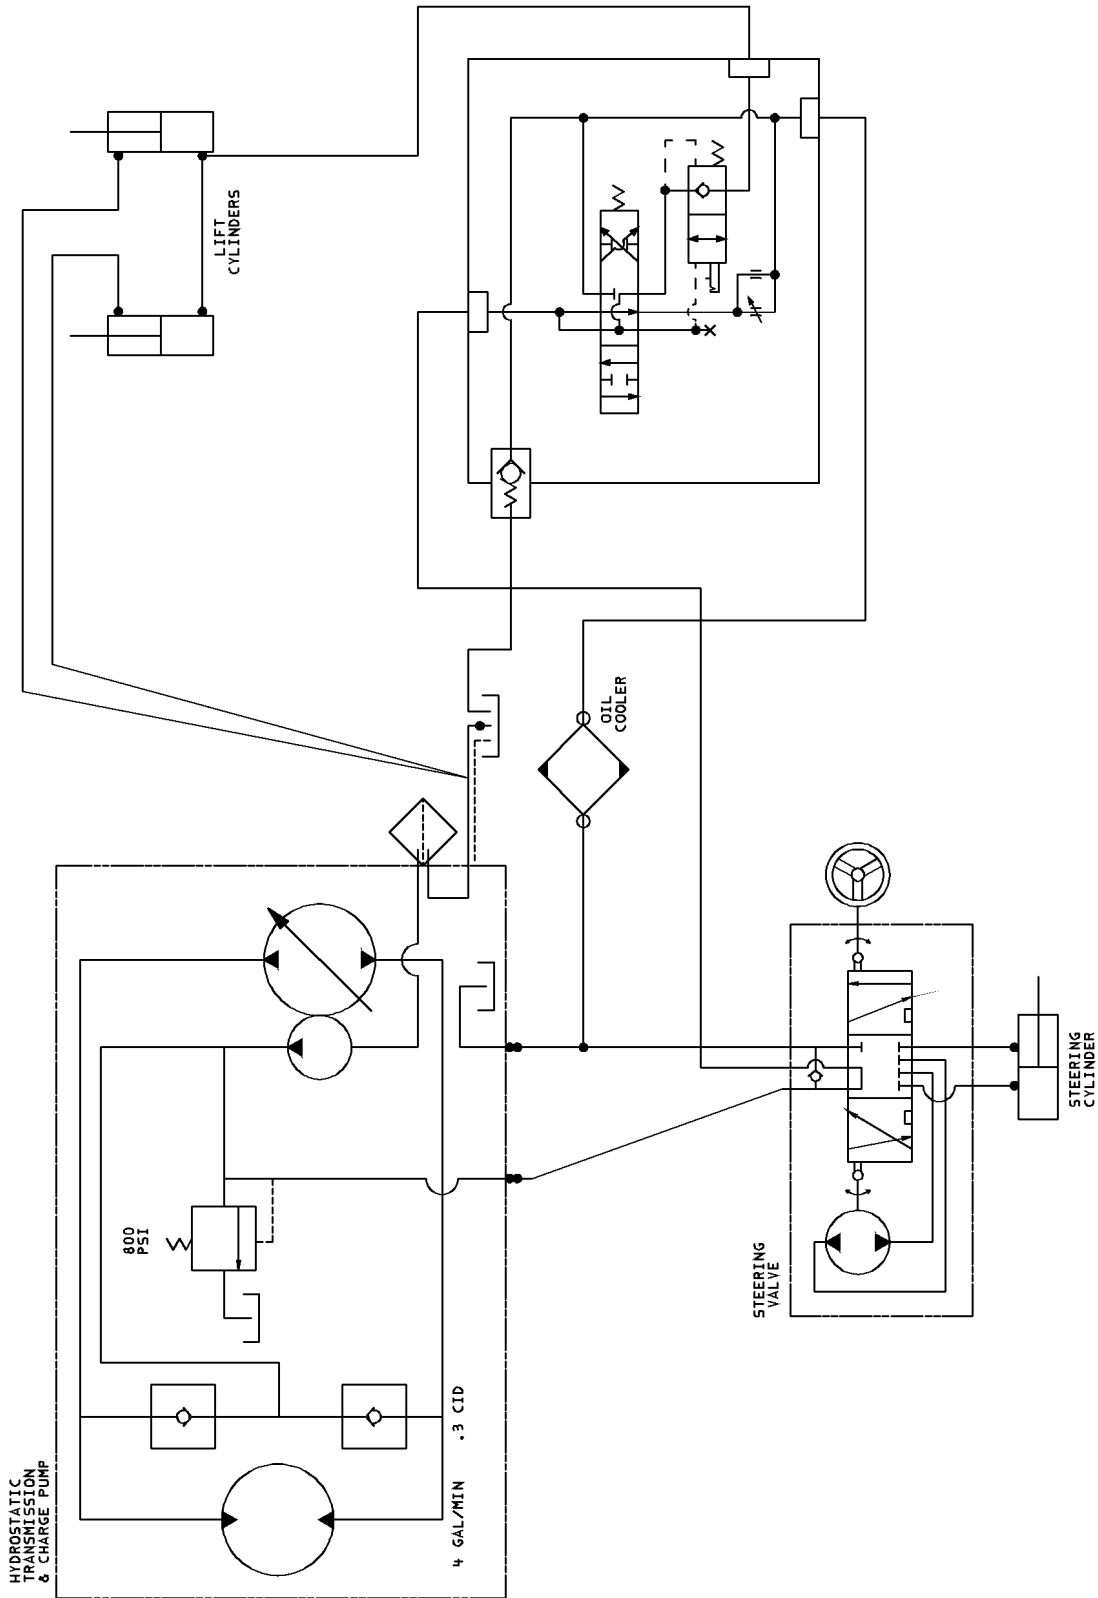 LIFT
CYLINDERS
OIL
COOLER
800
PSI
STEERING
VALVE
STEERING
CYLINDER
HYDROSTATIC
TRANSMISSION
& CHARGE PUMP
4 GAL/MIN .3 CID